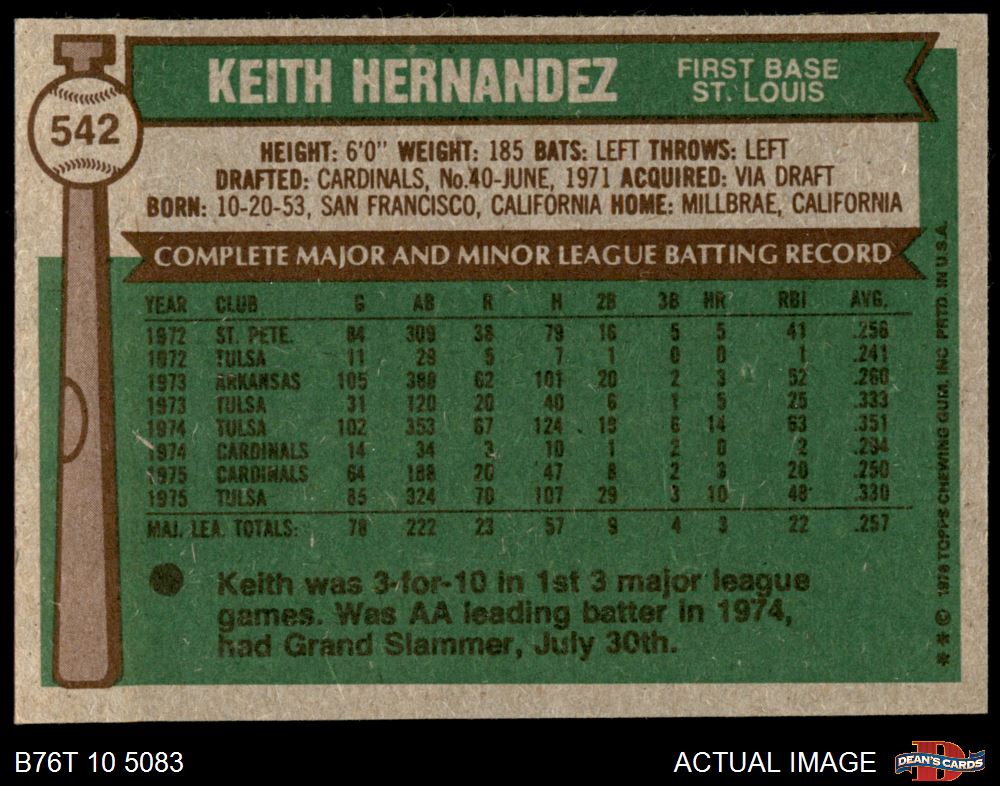 542
KEITH HERNANDEZ
FIRST BASE
ST. LOUIS
HEIGHT: 6'0" WEIGHT: 185 BATS: LEFT THROWS: LEFT
DRAFTED: CARDINALS, No.40-JUNE, 1971 ACQUIRED: VIA DRAFT
BORN: 10-20-53, SAN FRANCISCO, CALIFORNIA HOME: MILLBRAE, CALIFORNIA
COMPLETE MAJOR AND MINOR LEAGUE BATTING RECORD
YEAR CLUB G AB R H 2B 3B HR RBI AVG.
1972 ST. PETE. 84 309 38 79 16 5 5 41 .256
1972 TULSA 11 29 5 7 1 0 0 1 .241
1973 ARKANSAS 105 388 62 101 20 2 3 52 .260
1973 TULSA 31 120 20 40 6 1 5 25 .333
1974 TULSA 102 353 67 124 19 6 14 63 .351
1974 CARDINALS 14 34 3 10 1 2 0 2 .294
1975 CARDINALS 64 188 20 47 8 2 3 20 .250
1975 TULSA 85 324 70 107 29 3 10 48 .330
MAJ. LEA. TOTALS: 78 222 23 57 9 4 3 22 .257
Keith was 3-for-10 in 1st 3 major league
games. Was AA leading batter in 1974,
had Grand Slammer, July 30th.
* * © 1976 TOPPS CHEWING GUM, INC PRTD. IN U.S.A.
B76T 10 5083
ACTUAL IMAGE
D
DEAN'S CARDS